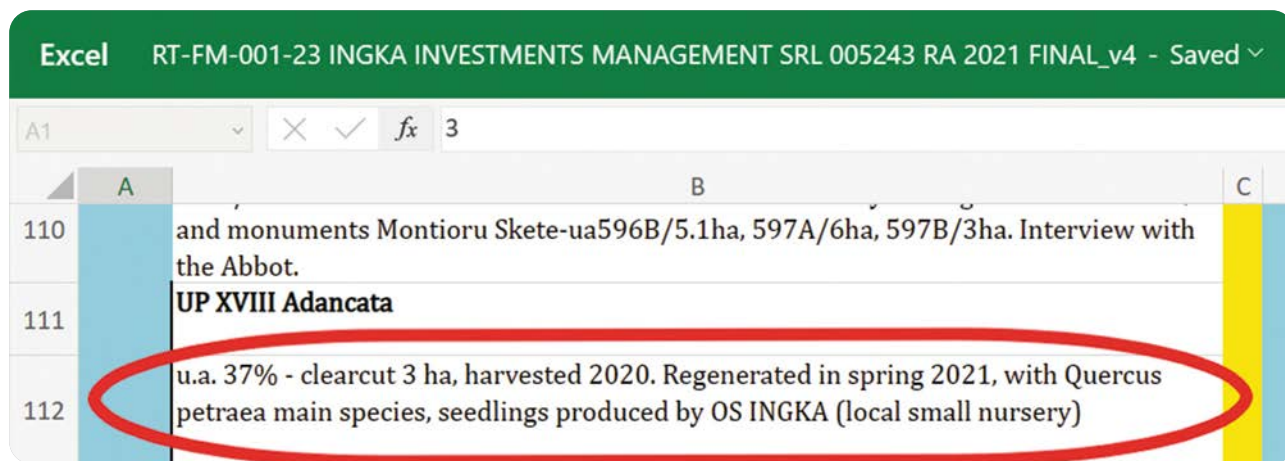 Excel RT-FM-001-23 INGKA INVESTMENTS MANAGEMENT SRL 005243 RA 2021 FINAL_v4 - Saved
A1 fx 3
A B C
110 and monuments Montioru Skete-ua596B/5.1ha, 597A/6ha, 597B/3ha. Interview with
the Abbot.
111 UP XVIII Adancata
u.a. 37% - clearcut 3 ha, harvested 2020. Regenerated in spring 2021, with Quercus
112 petraea main species, seedlings produced by OS INGKA (local small nursery)